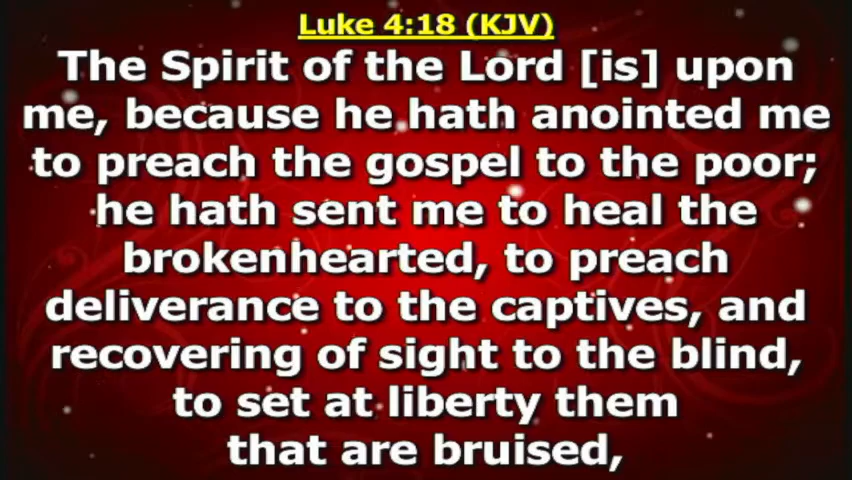 Luke 4:18 (KJV)
The Spirit of the Lord [is] upon
me, because he hath anointed me
to preach the gospel to the poor;
he hath sent me to heal the
brokenhearted, to preach
deliverance to the captives, and
recovering of sight to the blind,
to set at liberty them
that are bruised,